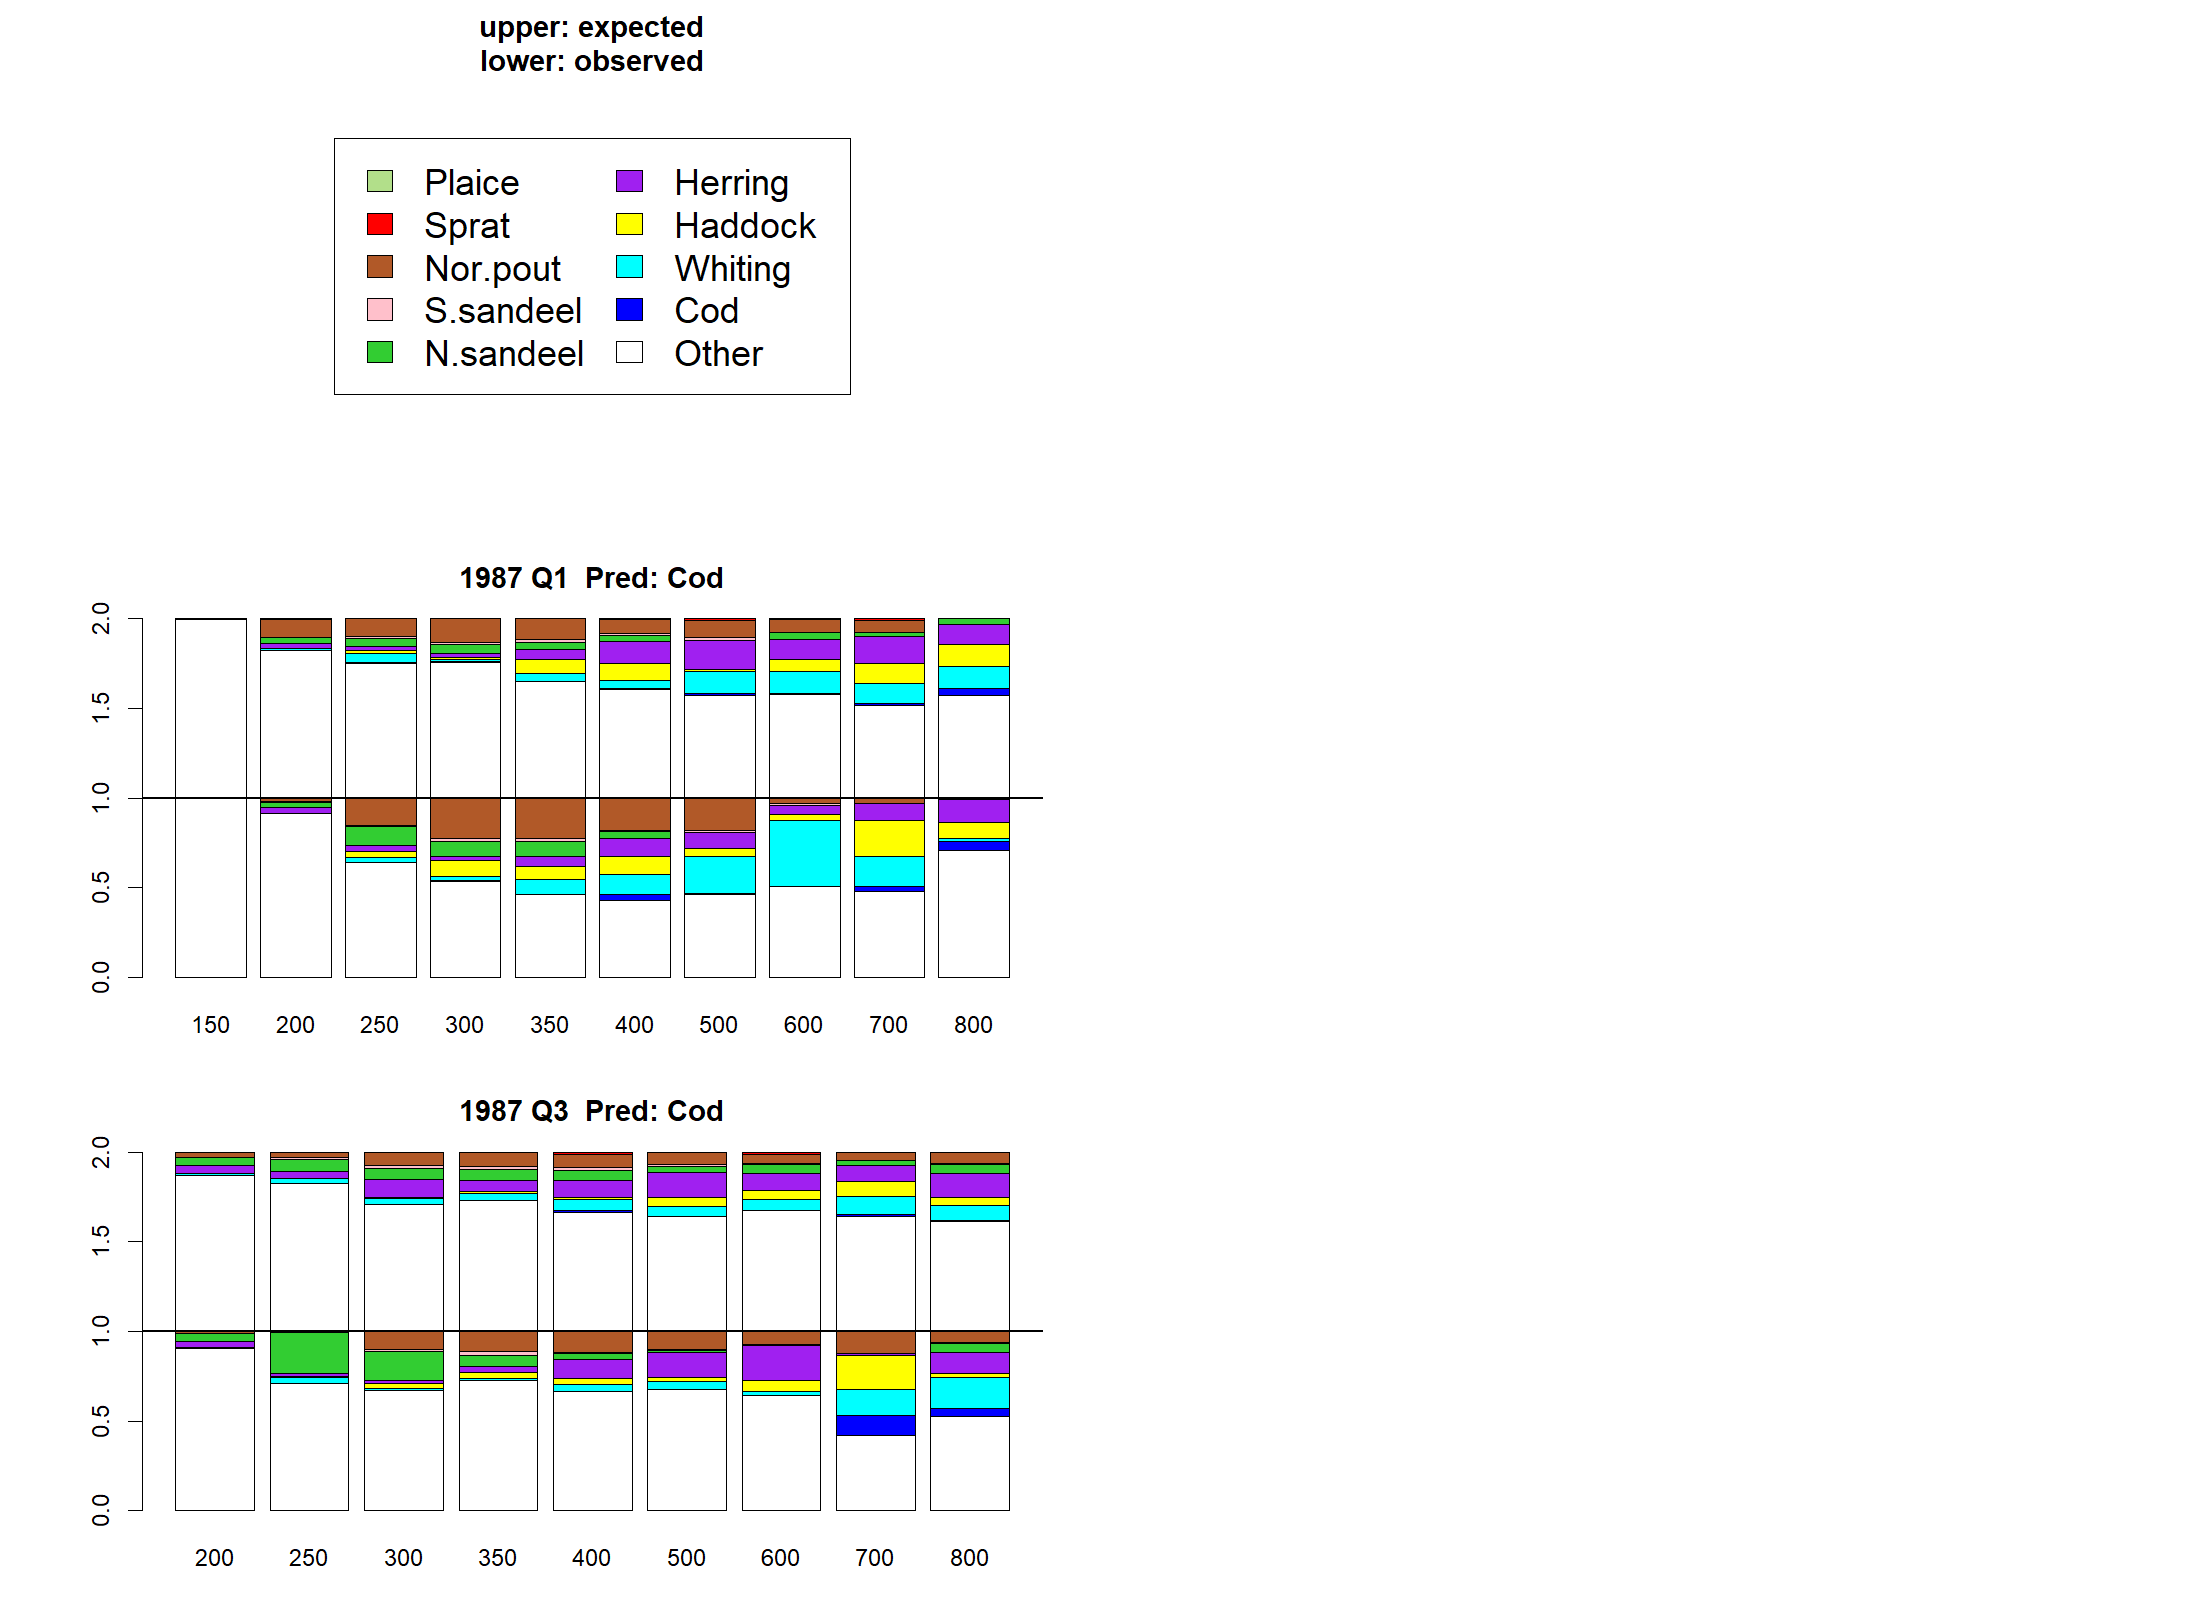 upper: expected
lower: observed
Plaice Herring
Sprat Haddock
Nor.pout Whiting
S.sandeel Cod
N.sandeel Other
1987 Q1 Pred: Cod
2.0
1.5
1.0
0.5
0.0
150 200 250 300 350 400 500 600 700 800
1987 Q3 Pred: Cod
2.0
1.5
1.0
0.5
0.0
200 250 300 350 400 500 600 700 800